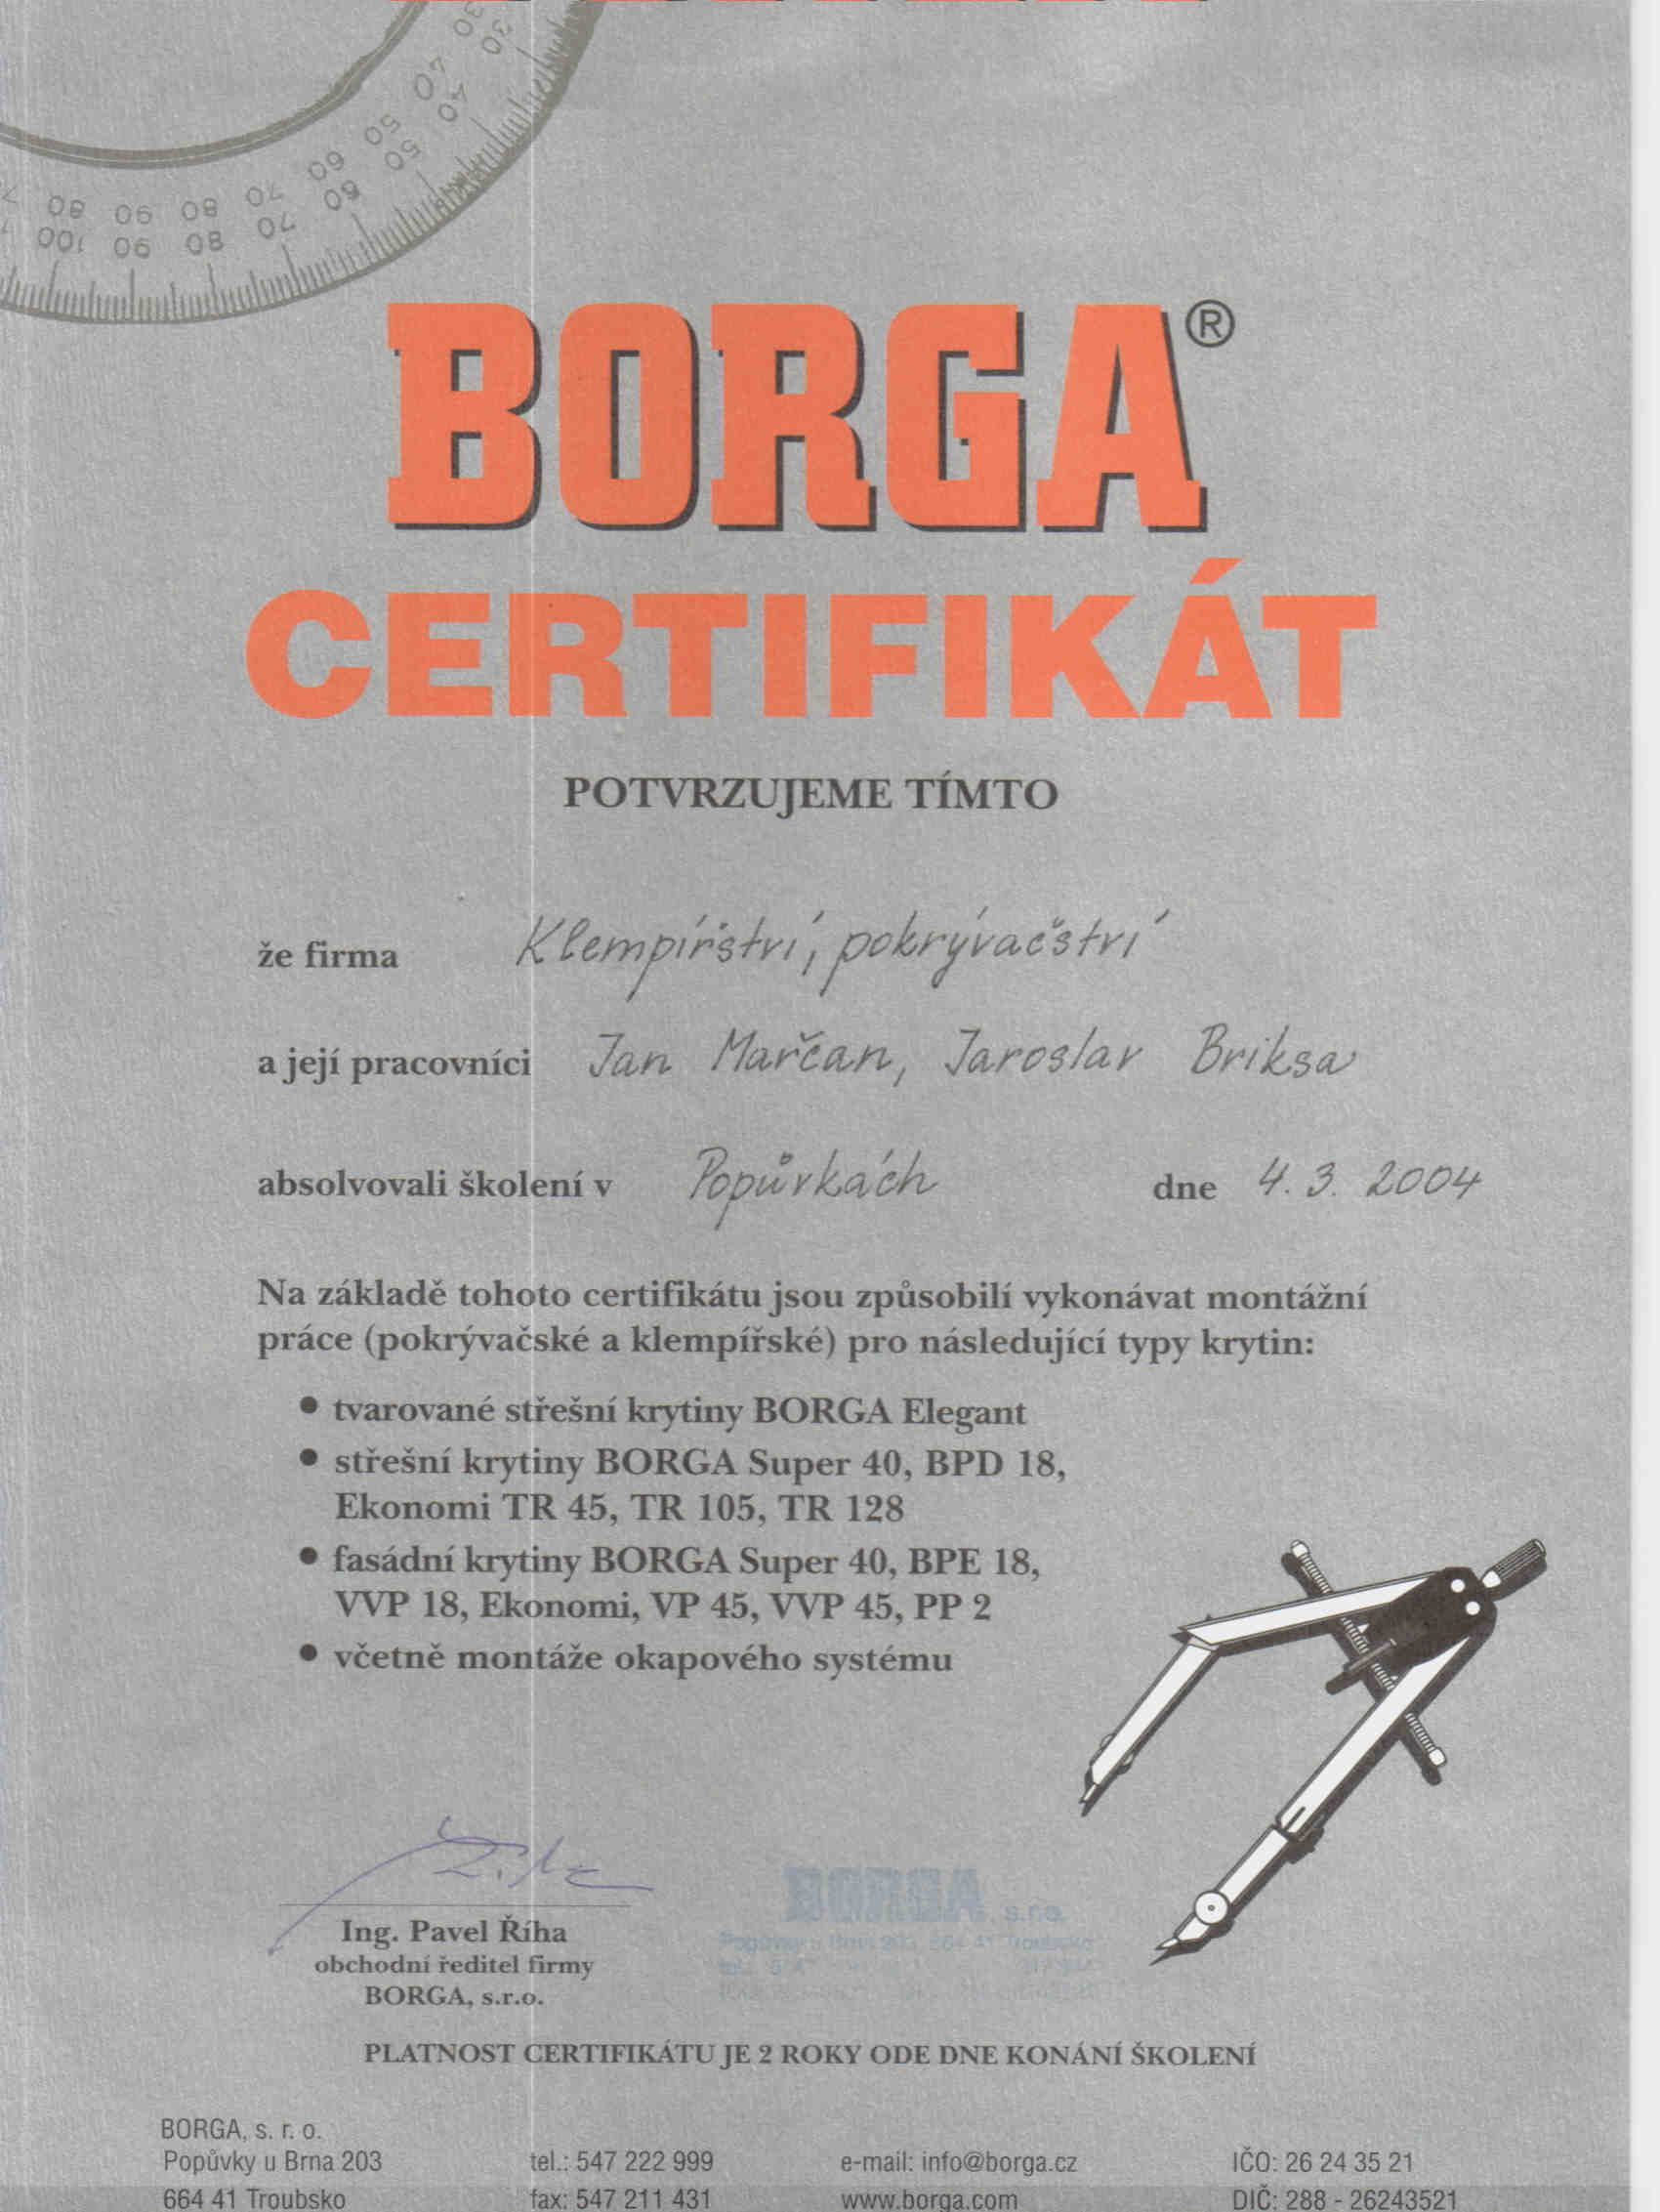 BORGA®
CERTIFIKÁT
POTVRZUJEME TÍMTO
že firma Klempířství, pokrývačství
a její pracovníci Jan Marčan, Jaroslav Briksa
absolvovali školení v Popůvkách dne 4. 3. 2004
Na základě tohoto certifikátu jsou způsobilí vykonávat montážní
práce (pokrývačské a klempířské) pro následující typy krytin:
• tvarované střešní krytiny BORGA Elegant
• střešní krytiny BORGA Super 40, BPD 18,
Ekonomi TR 45, TR 105, TR 128
• fasádní krytiny BORGA Super 40, BPE 18,
VVP 18, Ekonomi, VP 45, VVP 45, PP 2
• včetně montáže okapového systému
BORGA, s.r.o.
Ing. Pavel Říha
obchodní ředitel firmy
BORGA, s.r.o.
PLATNOST CERTIFIKÁTU JE 2 ROKY ODE DNE KONÁNÍ ŠKOLENÍ
BORGA, s. r. o.
Popůvky u Brna 203 tel.: 547 222 999 e-mail: info@borga.cz IČO: 26 24 35 21
664 41 Troubsko fax: 547 211 431 www.borga.com DIČ: 288 - 26243521